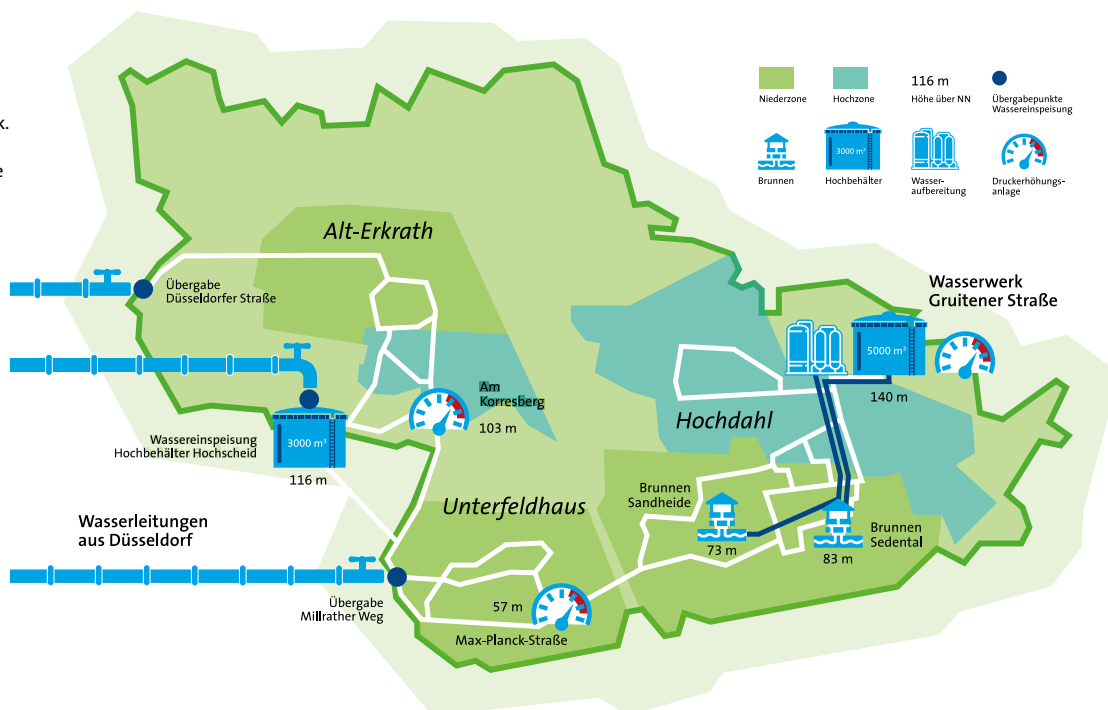 k.
e
Niederzone
Hochzone
116 m
Höhe über NN
Übergabepunkte
Wassereinspeisung
Brunnen
3000 m³
Hochbehälter
Wasser-
aufbereitung
Druckerhöhungs-
anlage
Alt-Erkrath
Übergabe
Düsseldorfer Straße
Wasserwerk
Gruitener Straße
5000 m³
140 m
Am
Korresberg
103 m
Hochdahl
Wassereinspeisung
Hochbehälter Hochscheid
3000 m³
116 m
Unterfeldhaus
Brunnen
Sandheide
73 m
Brunnen
Sedental
83 m
Wasserleitungen
aus Düsseldorf
Übergabe
Millrather Weg
57 m
Max-Planck-Straße